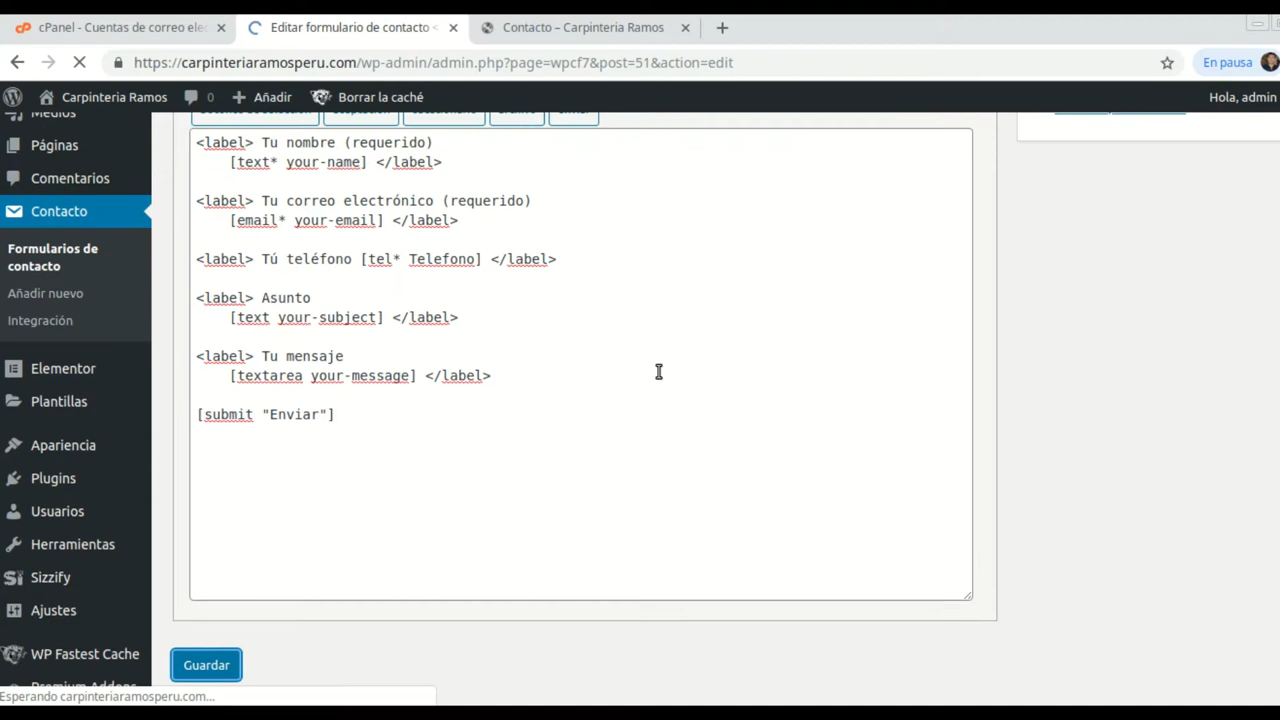 cPanel - Cuentas de correo ele
Editar formulario de contacto <
Contacto – Carpinteria Ramos
https://carpinteriaramosperu.com/wp-admin/admin.php?page=wpcf7&post=51&action=edit
En pausa
Carpinteria Ramos
0
Añadir
Borrar la caché
Hola, admin
Medios
Páginas
Comentarios
Contacto
Formularios de
contacto
Añadir nuevo
Integración
Elementor
Plantillas
Apariencia
Plugins
Usuarios
Herramientas
Sizzify
Ajustes
WP Fastest Cache
Premium Addons
<label> Tu nombre (requerido)
[text* your-name] </label>
<label> Tu correo electrónico (requerido)
[email* your-email] </label>
<label> Tú teléfono [tel* Telefono] </label>
<label> Asunto
[text your-subject] </label>
<label> Tu mensaje
[textarea your-message] </label>
[submit "Enviar"]
Guardar
Esperando carpinteriaramosperu.com...